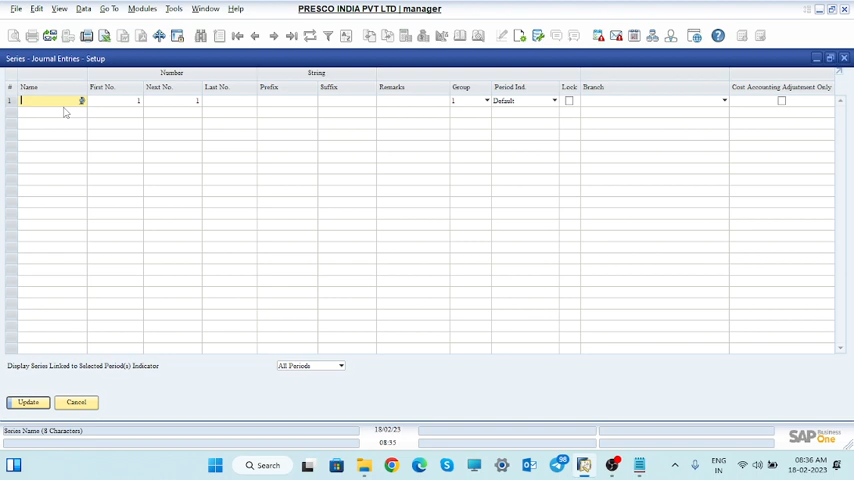 File Edit View Data Go To Modules Tools Window Help
PRESCO INDIA PVT LTD | manager
Series - Journal Entries - Setup
Number String
# Name First No. Next No. Last No. Prefix Suffix Remarks Group Period Ind. Lock Branch Cost Accounting Adjustment Only
1 1 1 1 Default
Display Series Linked to Selected Period(s) Indicator All Periods
Update Cancel
Series Name (8 Characters) 18/02/23
08:35
SAP Business One
Search
98
ENG
IN
08:36 AM
18-02-2023